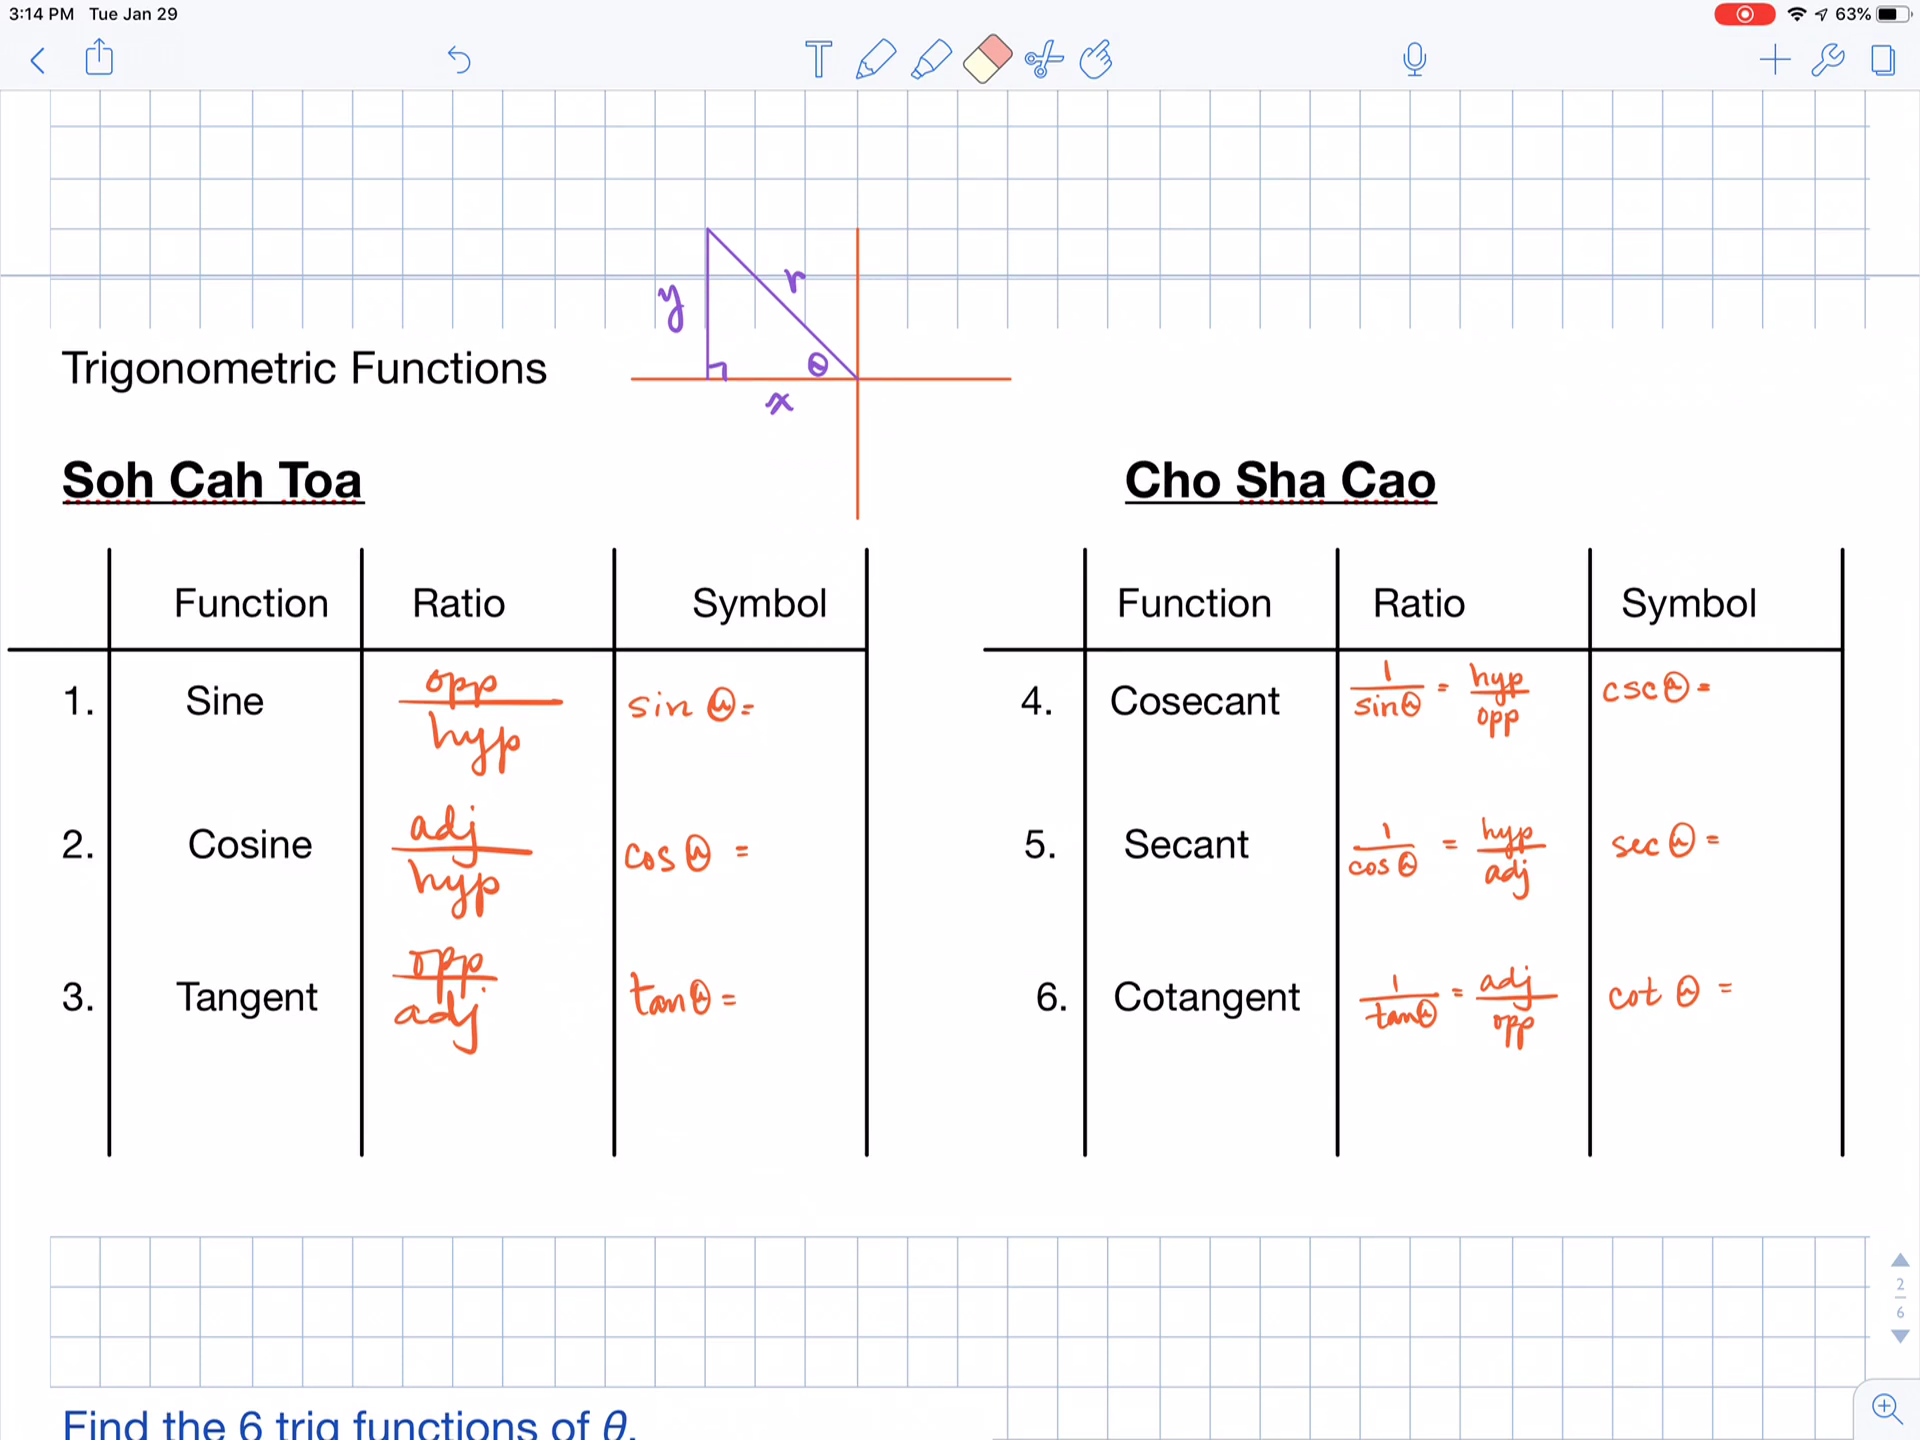 3:14 PM Tue Jan 29
63%
y
r
θ
x
Trigonometric Functions
Soh Cah Toa
Function Ratio Symbol
1. Sine opp/hyp sin θ=
2. Cosine adj/hyp cos θ =
3. Tangent opp/adj tan θ =
Cho Sha Cao
Function Ratio Symbol
4. Cosecant 1/sin θ = hyp/opp csc θ =
5. Secant 1/cos θ = hyp/adj sec θ =
6. Cotangent 1/tan θ = adj/opp cot θ =
2
6
Find the 6 trig functions of θ.